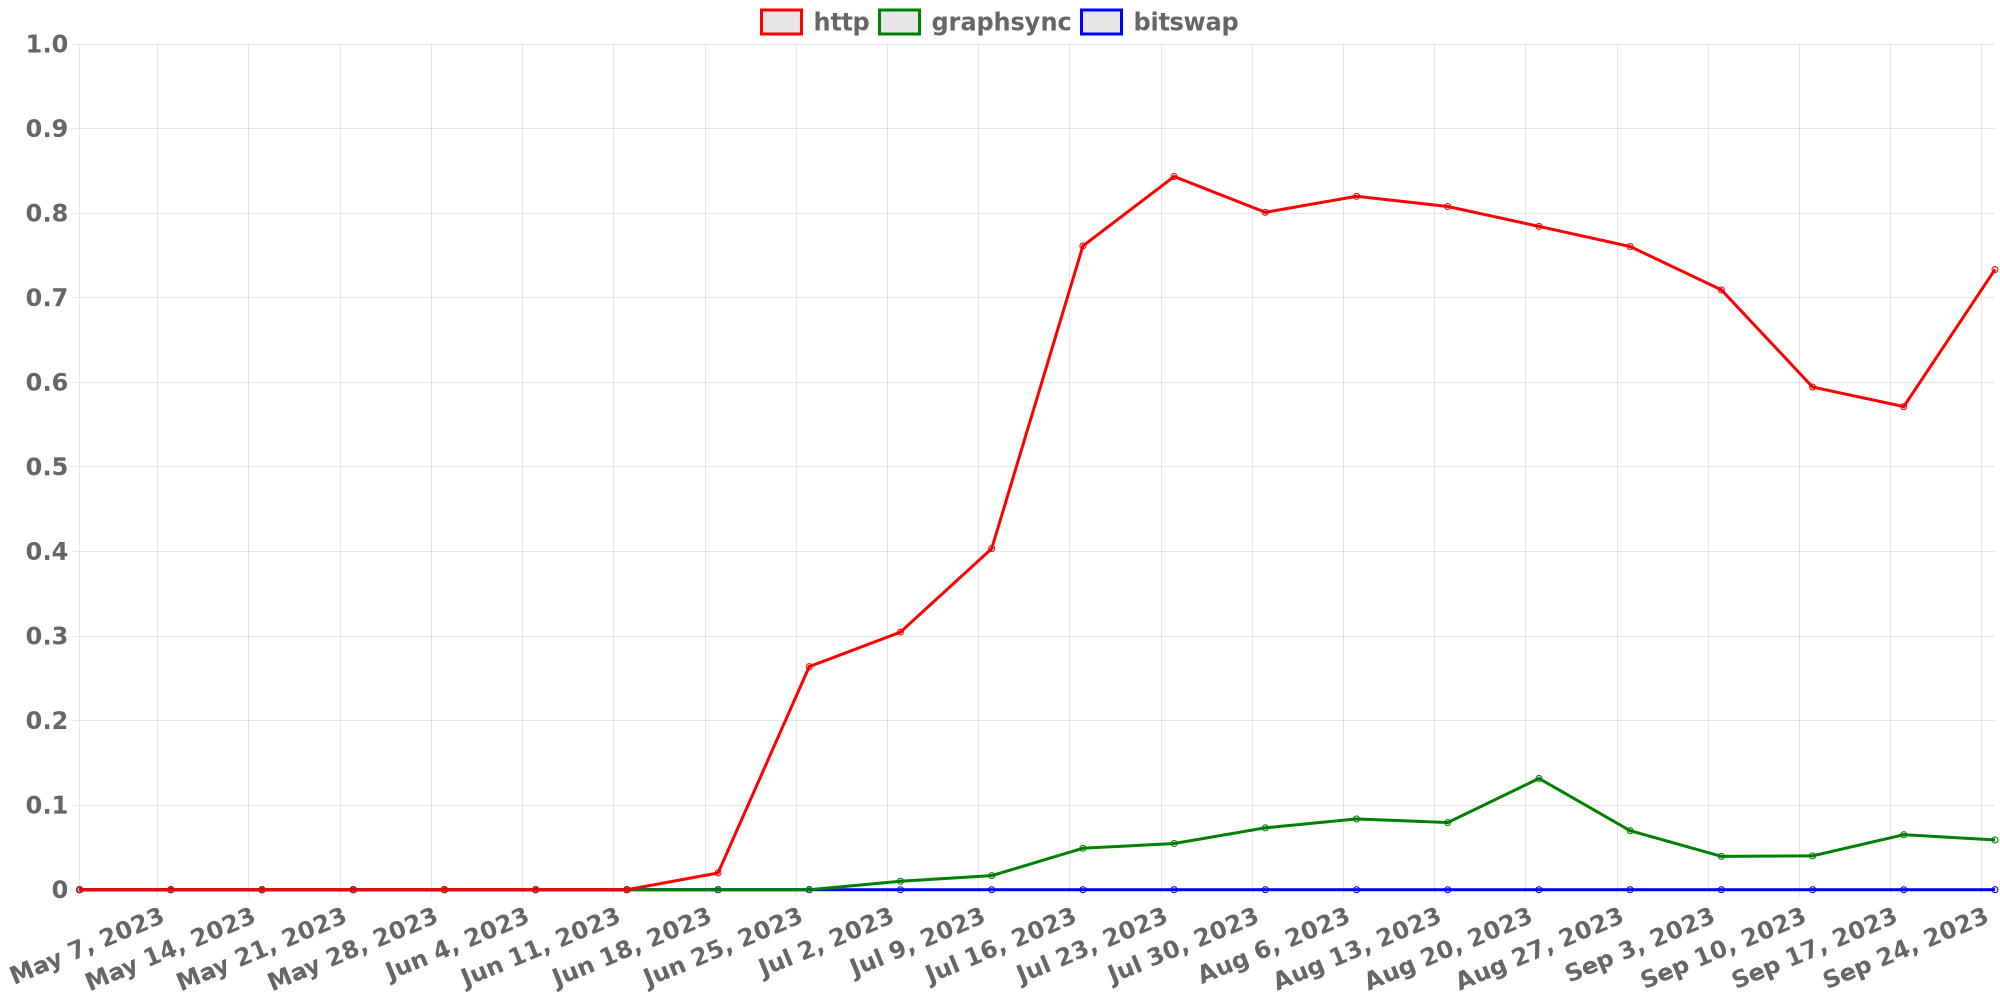 http graphsync bitswap
1.0
0.9
0.8
0.7
0.6
0.5
0.4
0.3
0.2
0.1
0
May 7, 2023
May 14, 2023
May 21, 2023
May 28, 2023
Jun 4, 2023
Jun 11, 2023
Jun 18, 2023
Jun 25, 2023
Jul 2, 2023
Jul 9, 2023
Jul 16, 2023
Jul 23, 2023
Jul 30, 2023
Aug 6, 2023
Aug 13, 2023
Aug 20, 2023
Aug 27, 2023
Sep 3, 2023
Sep 10, 2023
Sep 17, 2023
Sep 24, 2023